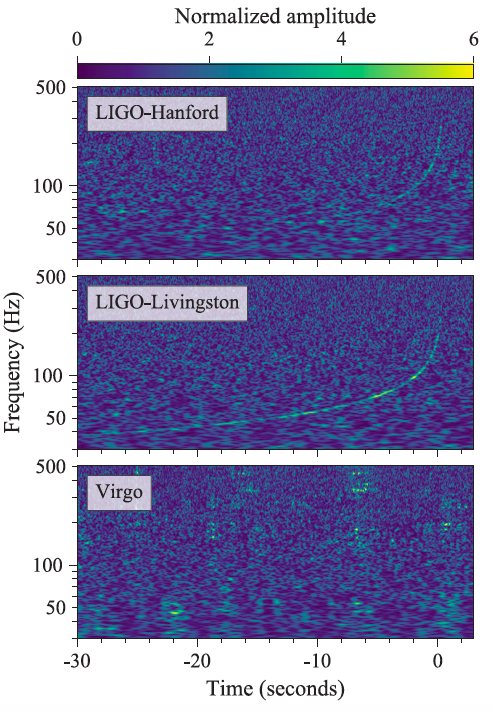 Normalized amplitude
0 2 4 6
500
LIGO-Hanford
100
50
500
LIGO-Livingston
100
50
Frequency (Hz)
500
Virgo
100
50
-30 -20 -10 0
Time (seconds)